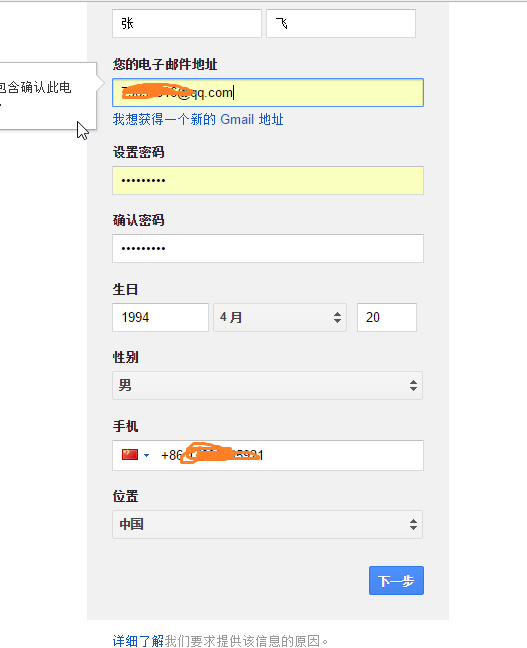 张 飞
您的电子邮件地址
包含确认此电
@qq.com
我想获得一个新的 Gmail 地址
设置密码
•••••••••
确认密码
•••••••••
生日
1994 4 月 20
性别
男
手机
+86 5921
位置
中国
下一步
详细了解我们要求提供该信息的原因。